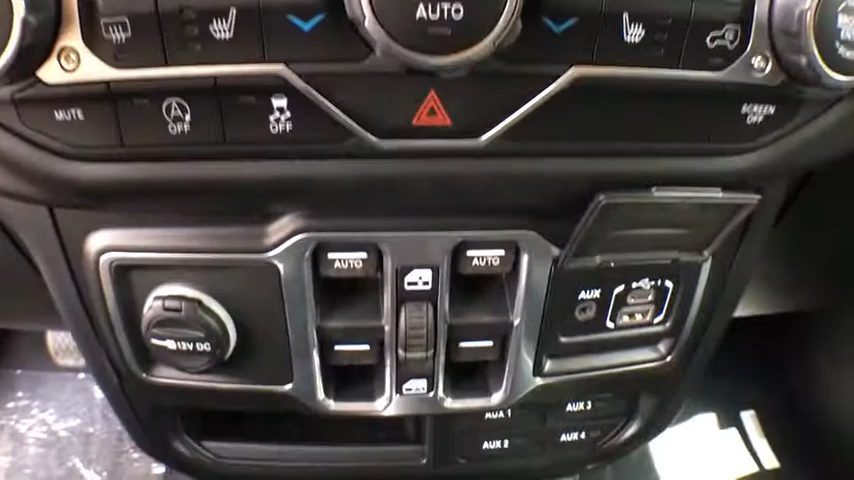 AUTO
MUTE
OFF
OFF
SCREEN
OFF
AUTO
AUTO
AUX
12V DC
AUX 1
AUX 3
AUX 2
AUX 4